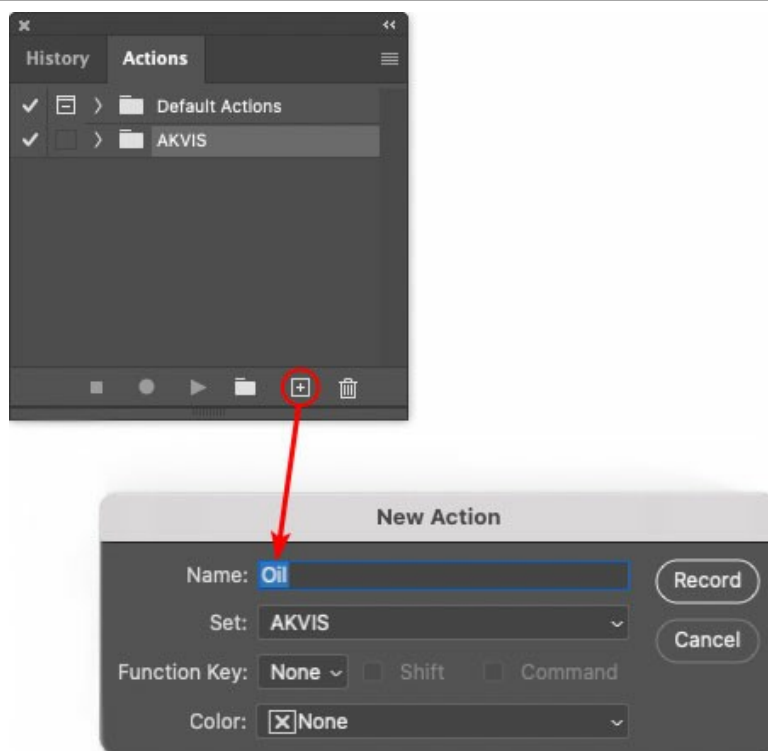 History Actions
Default Actions
AKVIS
New Action
Name: Oil
Record
Set: AKVIS
Cancel
Function Key: None Shift Command
Color: None